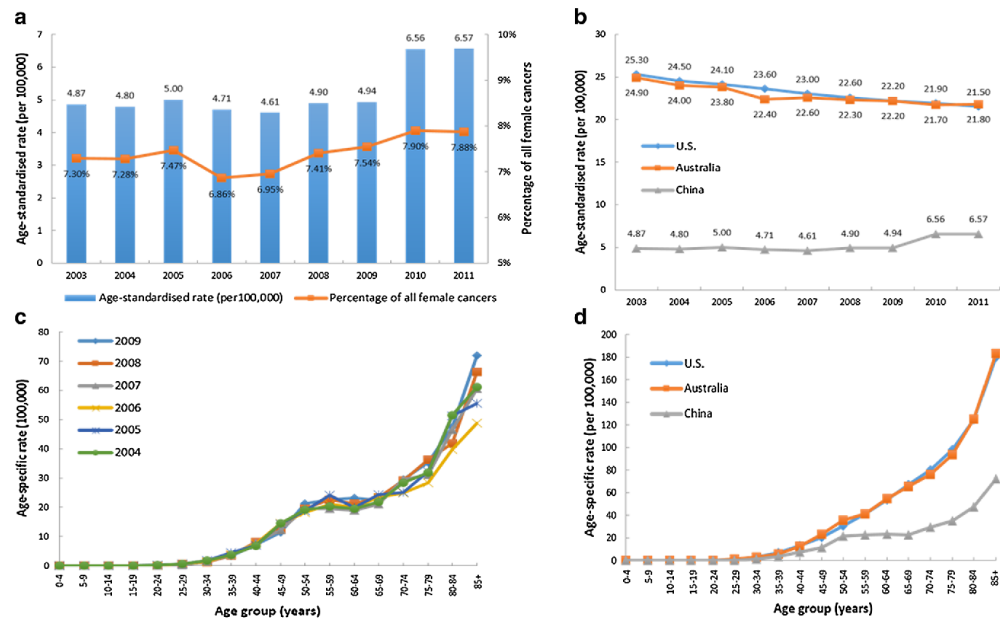 a
Age-standardised rate (per 100,000)
7
6
5
4
3
2
1
0
4.87 4.80 5.00 4.71 4.61 4.90 4.94 6.56 6.57
7.30% 7.28% 7.47% 6.86% 6.95% 7.41% 7.54% 7.90% 7.88%
10%
9%
8%
7%
6%
5%
Percentage of all female cancers
2003 2004 2005 2006 2007 2008 2009 2010 2011
Age-standardised rate (per100,000) Percentage of all female cancers
b
Age-standardised rate (per 100,000)
30
25
20
15
10
5
0
25.30 24.50 24.10 23.60 23.00 22.60 22.20 21.90 21.50
24.90 24.00 23.80 22.40 22.60 22.30 22.20 21.70 21.80
U.S.
Australia
China
4.87 4.80 5.00 4.71 4.61 4.90 4.94 6.56 6.57
2003 2004 2005 2006 2007 2008 2009 2010 2011
c
Age-specific rate (100,000)
80
70
60
50
40
30
20
10
0
2009
2008
2007
2006
2005
2004
0-4 5-9 10-14 15-19 20-24 25-29 30-34 35-39 40-44 45-49 50-54 55-59 60-64 65-69 70-74 75-79 80-84 85+
Age group (years)
d
Age-specific rate (per 100,000)
200
180
160
140
120
100
80
60
40
20
0
U.S.
Australia
China
0-4 5-9 10-14 15-19 20-24 25-29 30-34 35-39 40-44 45-49 50-54 55-59 60-64 65-69 70-74 75-79 80-84 85+
Age group (years)